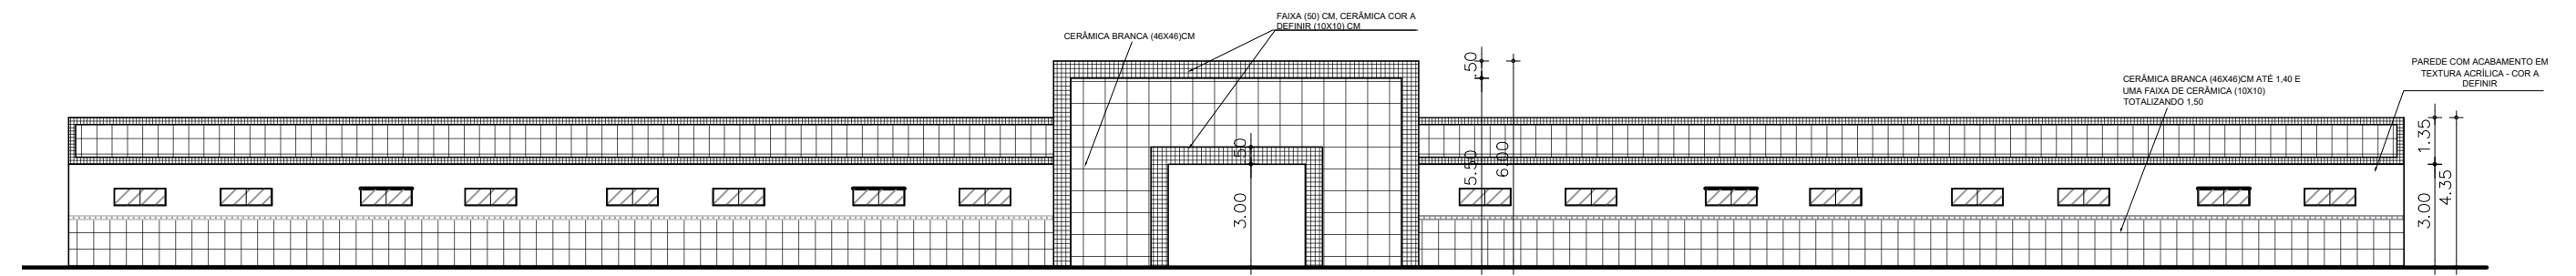 FAIXA (50) CM, CERÂMICA COR A
DEFINIR (10X10) CM
CERÂMICA BRANCA (46X46)CM
PAREDE COM ACABAMENTO EM
TEXTURA ACRÍLICA - COR A
DEFINIR
CERÂMICA BRANCA (46X46)CM ATÉ 1,40 E
UMA FAIXA DE CERÂMICA (10X10)
TOTALIZANDO 1,50
.50
5.50
6.00
.50
3.00
1.35
3.00
4.35